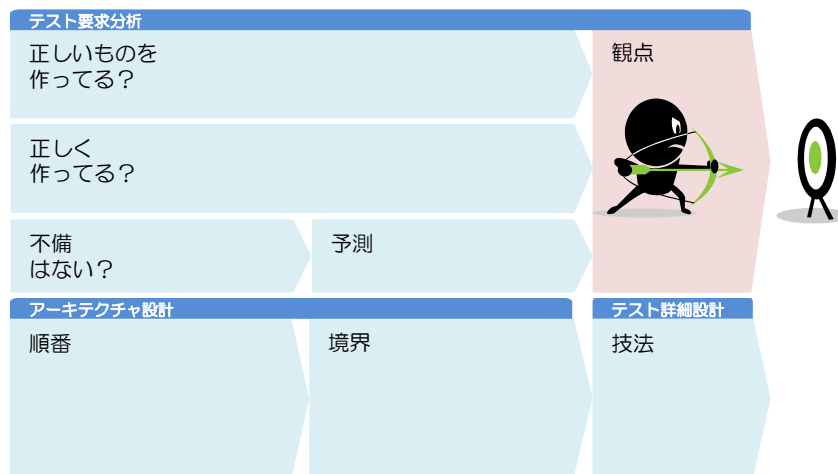 テスト要求分析
正しいものを
作ってる？
観点
正しく
作ってる？
不備
はない？
予測
アーキテクチャ設計
テスト詳細設計
順番
境界
技法